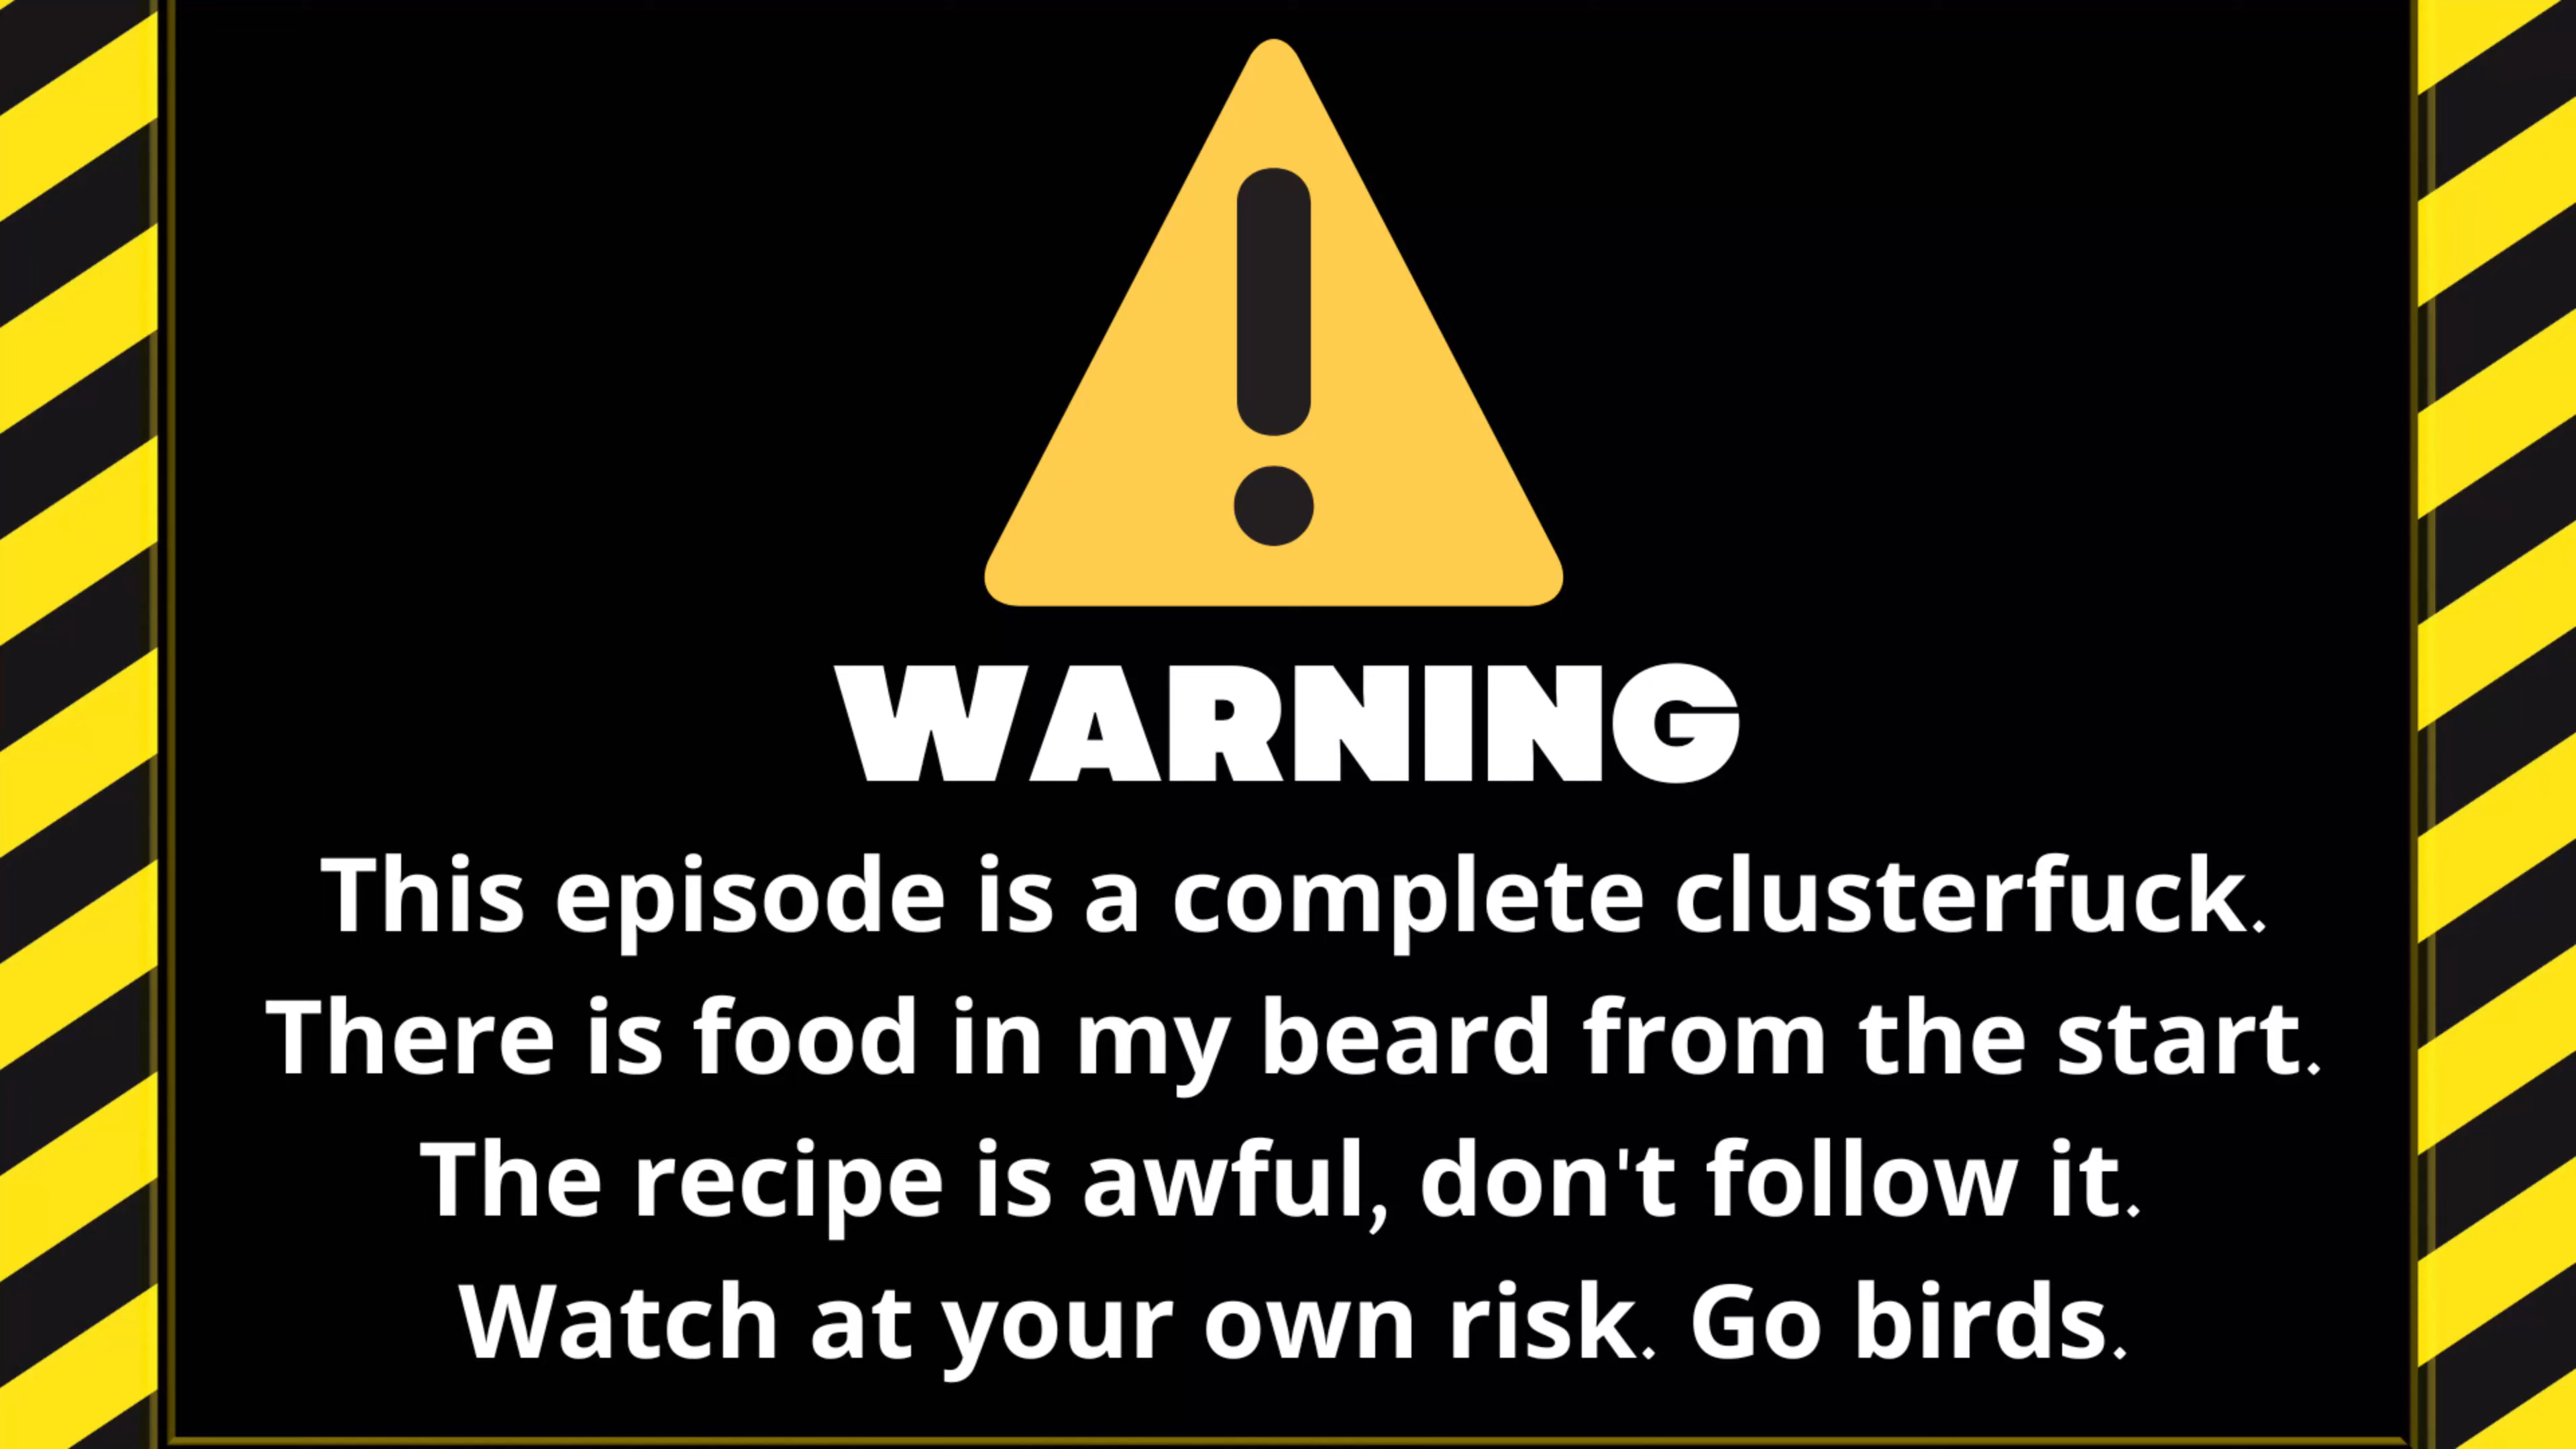 WARNING
This episode is a complete clusterfuck.
There is food in my beard from the start.
The recipe is awful, don't follow it.
Watch at your own risk. Go birds.